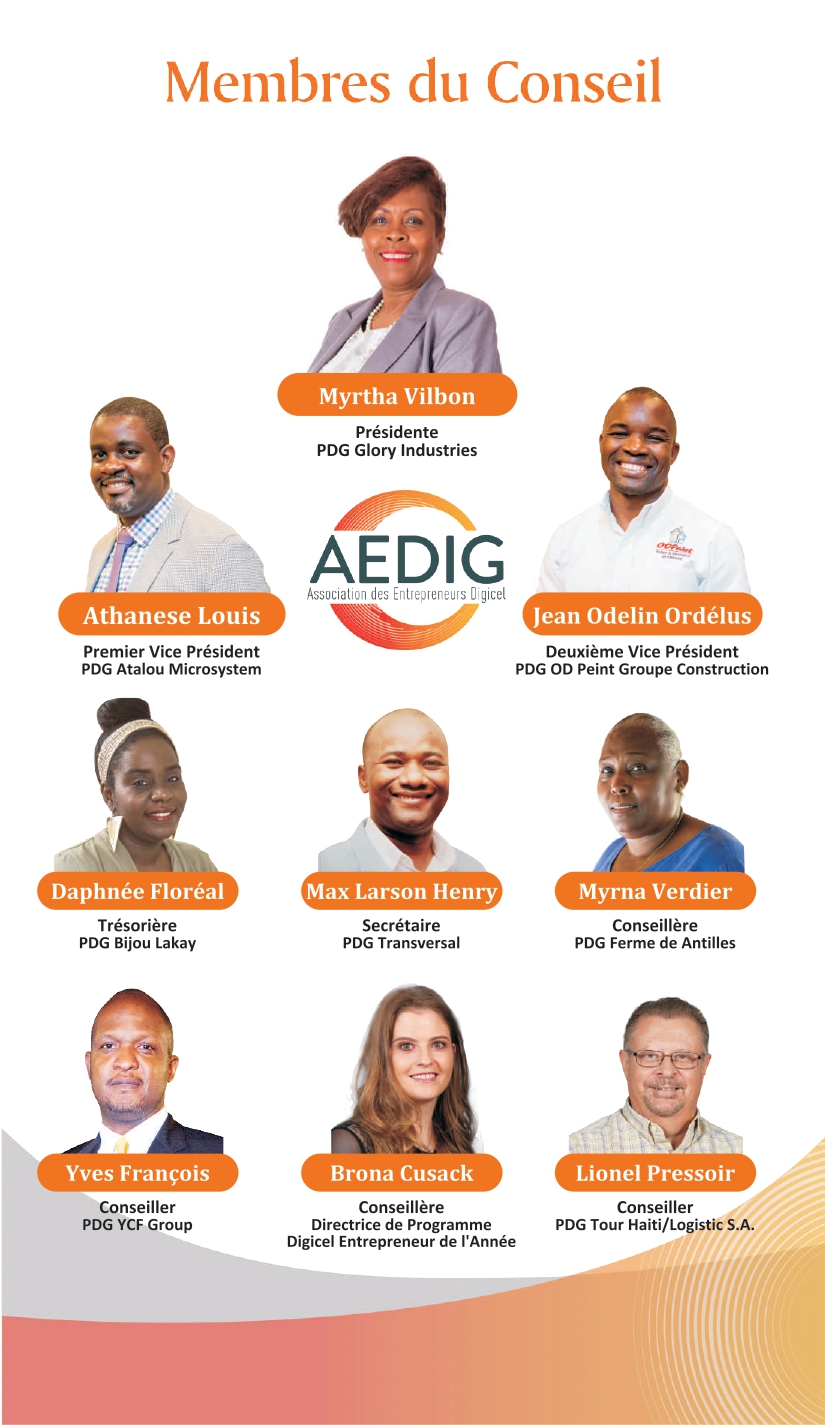 Membres du Conseil
Myrtha Vilbon
Présidente
PDG Glory Industries
Athanese Louis
Premier Vice Président
PDG Atalou Microsystem
AEDIG
Association des Entrepreneurs Digicel
Jean Odelin Ordélus
Deuxième Vice Président
PDG OD Peint Groupe Construction
ODPeint
Daphnée Floréal
Trésorière
PDG Bijou Lakay
Max Larson Henry
Secrétaire
PDG Transversal
Myrna Verdier
Conseillère
PDG Ferme de Antilles
Yves François
Conseiller
PDG YCF Group
Brona Cusack
Conseillère
Directrice de Programme
Digicel Entrepreneur de l'Année
Lionel Pressoir
Conseiller
PDG Tour Haiti/Logistic S.A.